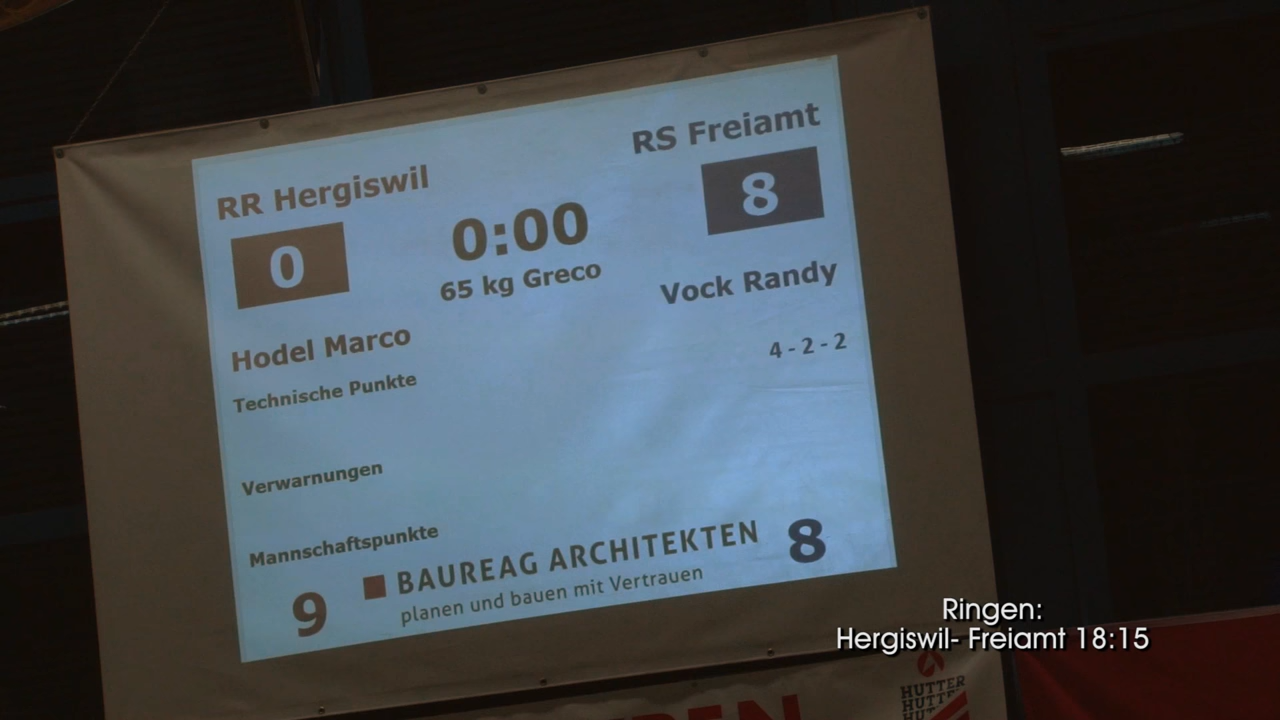 RS Freiamt
RR Hergiswil
8
0
0:00
65 kg Greco
Vock Randy
Hodel Marco
4 - 2 - 2
Technische Punkte
Verwarnungen
Mannschaftspunkte
9
BAUREAG ARCHITEKTEN
8
planen und bauen mit Vertrauen
Ringen:
Hergiswil- Freiamt 18:15
HUTTER